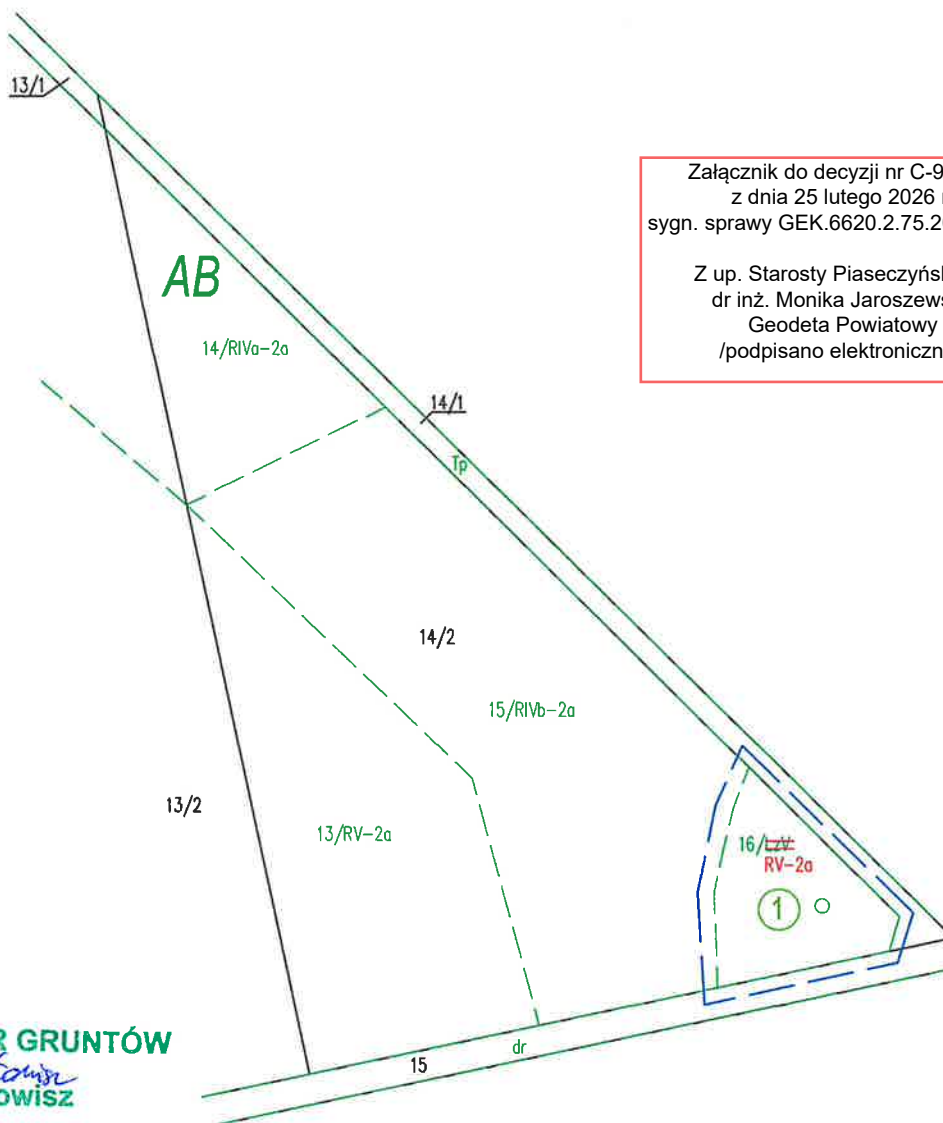 13/1
Załącznik do decyzji nr C-9
z dnia 25 lutego 2026
sygn. sprawy GEK.6620.2.75.2
Z up. Starosty Piaseczyńsk
dr inż. Monika Jaroszews
Geodeta Powiatowy
/podpisano elektroniczn
AB
14/RIVa-2a
14/1
Tp
14/2
15/RIVb-2a
13/2
13/RV-2a
16/LzV
RV-2a
1
GRUNTÓW
owisz
dr
15